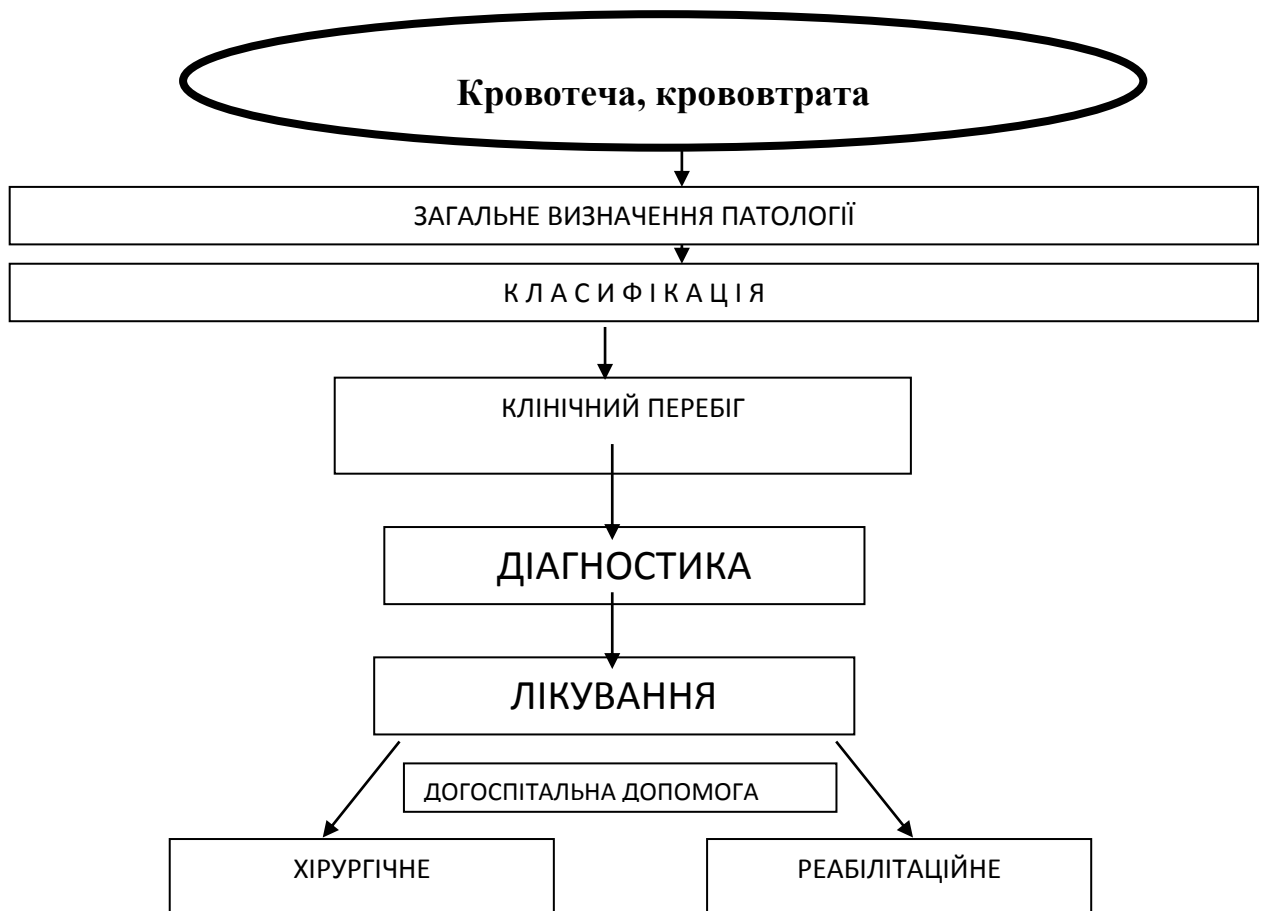 Кровотеча, крововтрата
ЗАГАЛЬНЕ ВИЗНАЧЕННЯ ПАТОЛОГІЇ
К Л А С И Ф І К А Ц І Я
КЛІНІЧНИЙ ПЕРЕБІГ
ДІАГНОСТИКА
ЛІКУВАННЯ
ДОГОСПІТАЛЬНА ДОПОМОГА
ХІРУРГІЧНЕ
РЕАБІЛІТАЦІЙНЕ